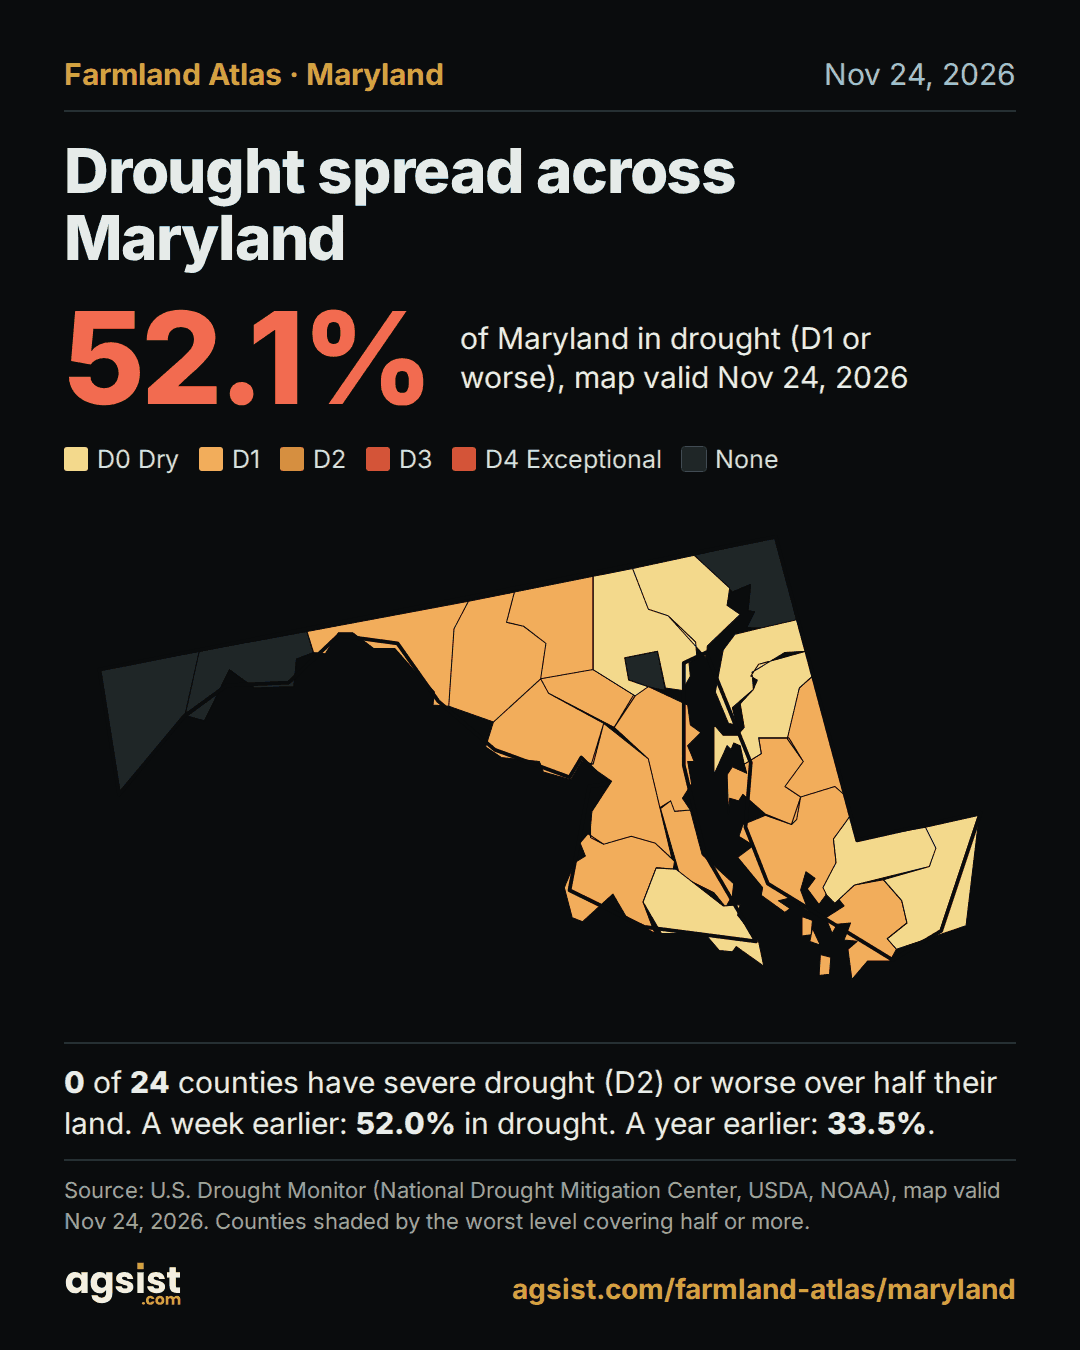 Farmland Atlas · Maryland
Nov 24, 2026
Drought spread across
Maryland
52.1%
of Maryland in drought (D1 or
worse), map valid Nov 24, 2026
D0 Dry D1 D2 D3 D4 Exceptional None
0 of 24 counties have severe drought (D2) or worse over half their
land. A week earlier: 52.0% in drought. A year earlier: 33.5%.
Source: U.S. Drought Monitor (National Drought Mitigation Center, USDA, NOAA), map valid
Nov 24, 2026. Counties shaded by the worst level covering half or more.
agsist
.com
agsist.com/farmland-atlas/maryland